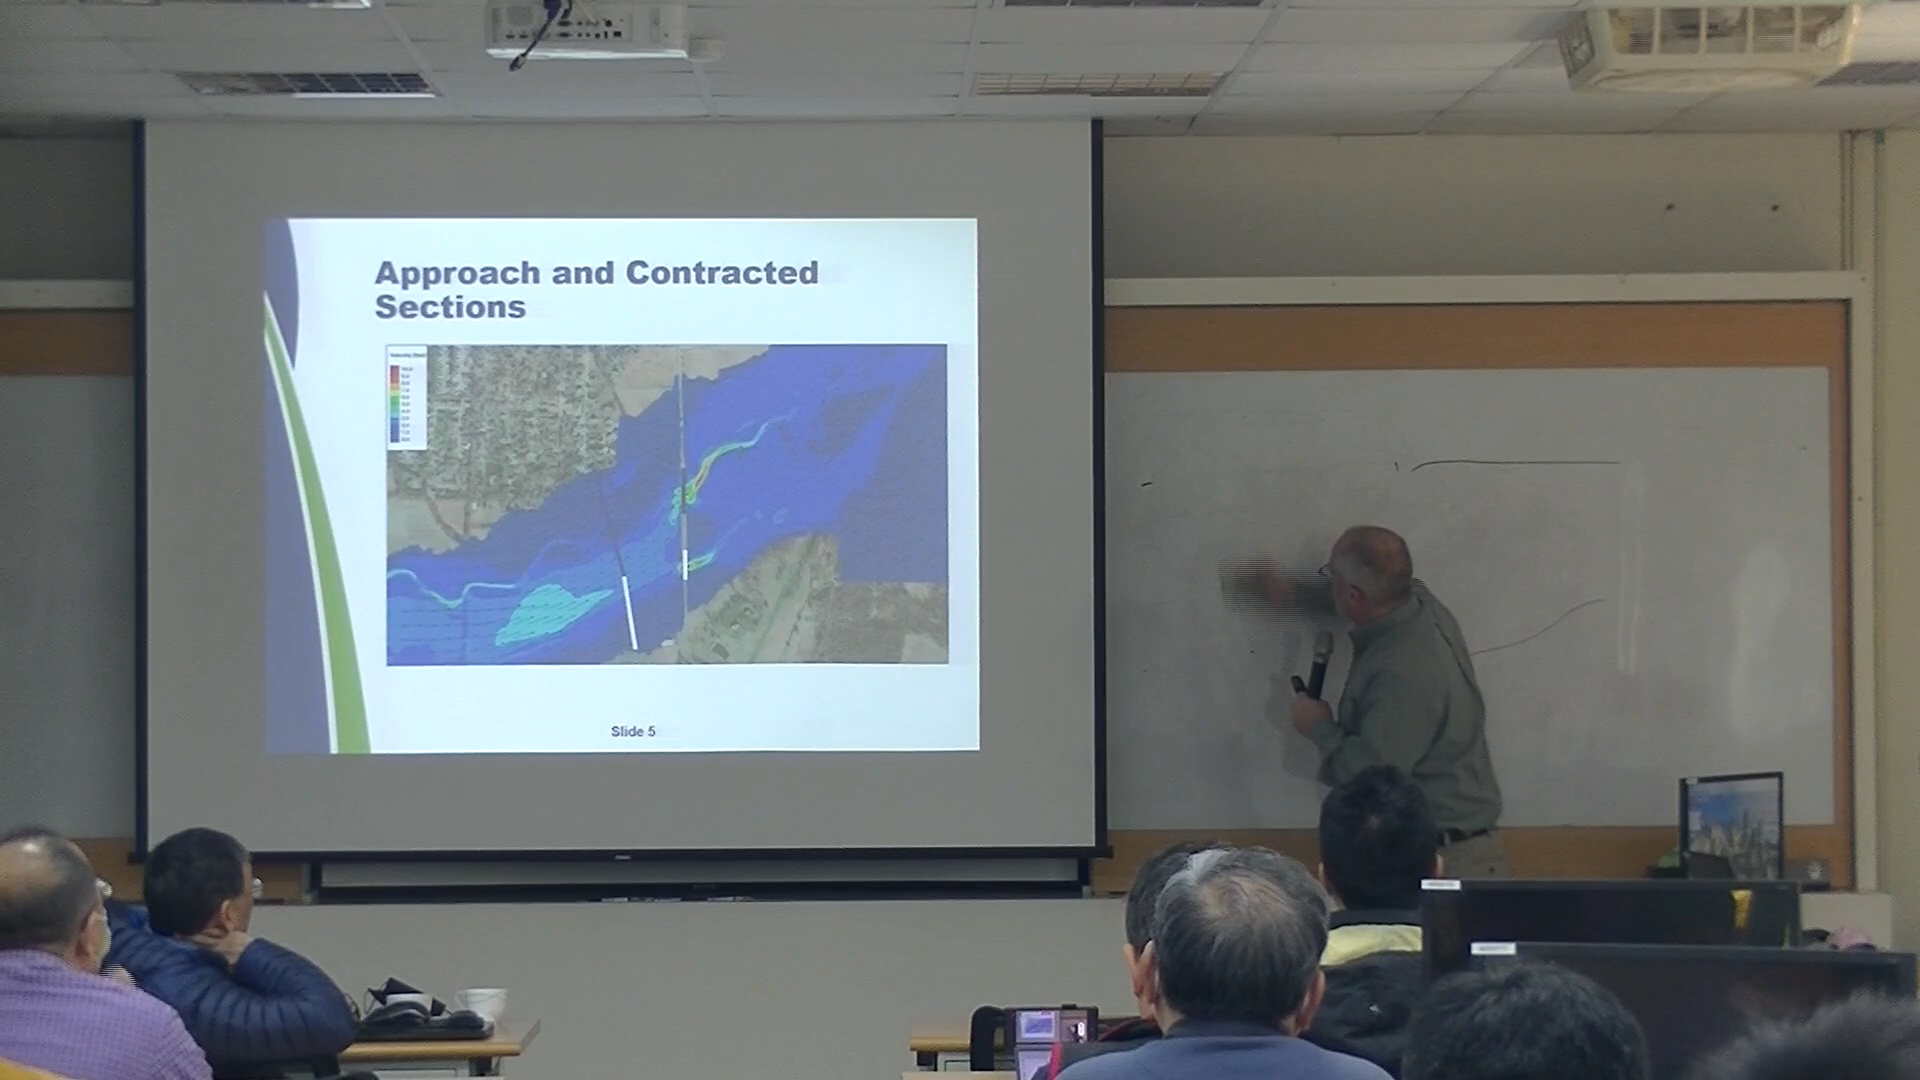 Approach and Contracted
Sections
Slide 5